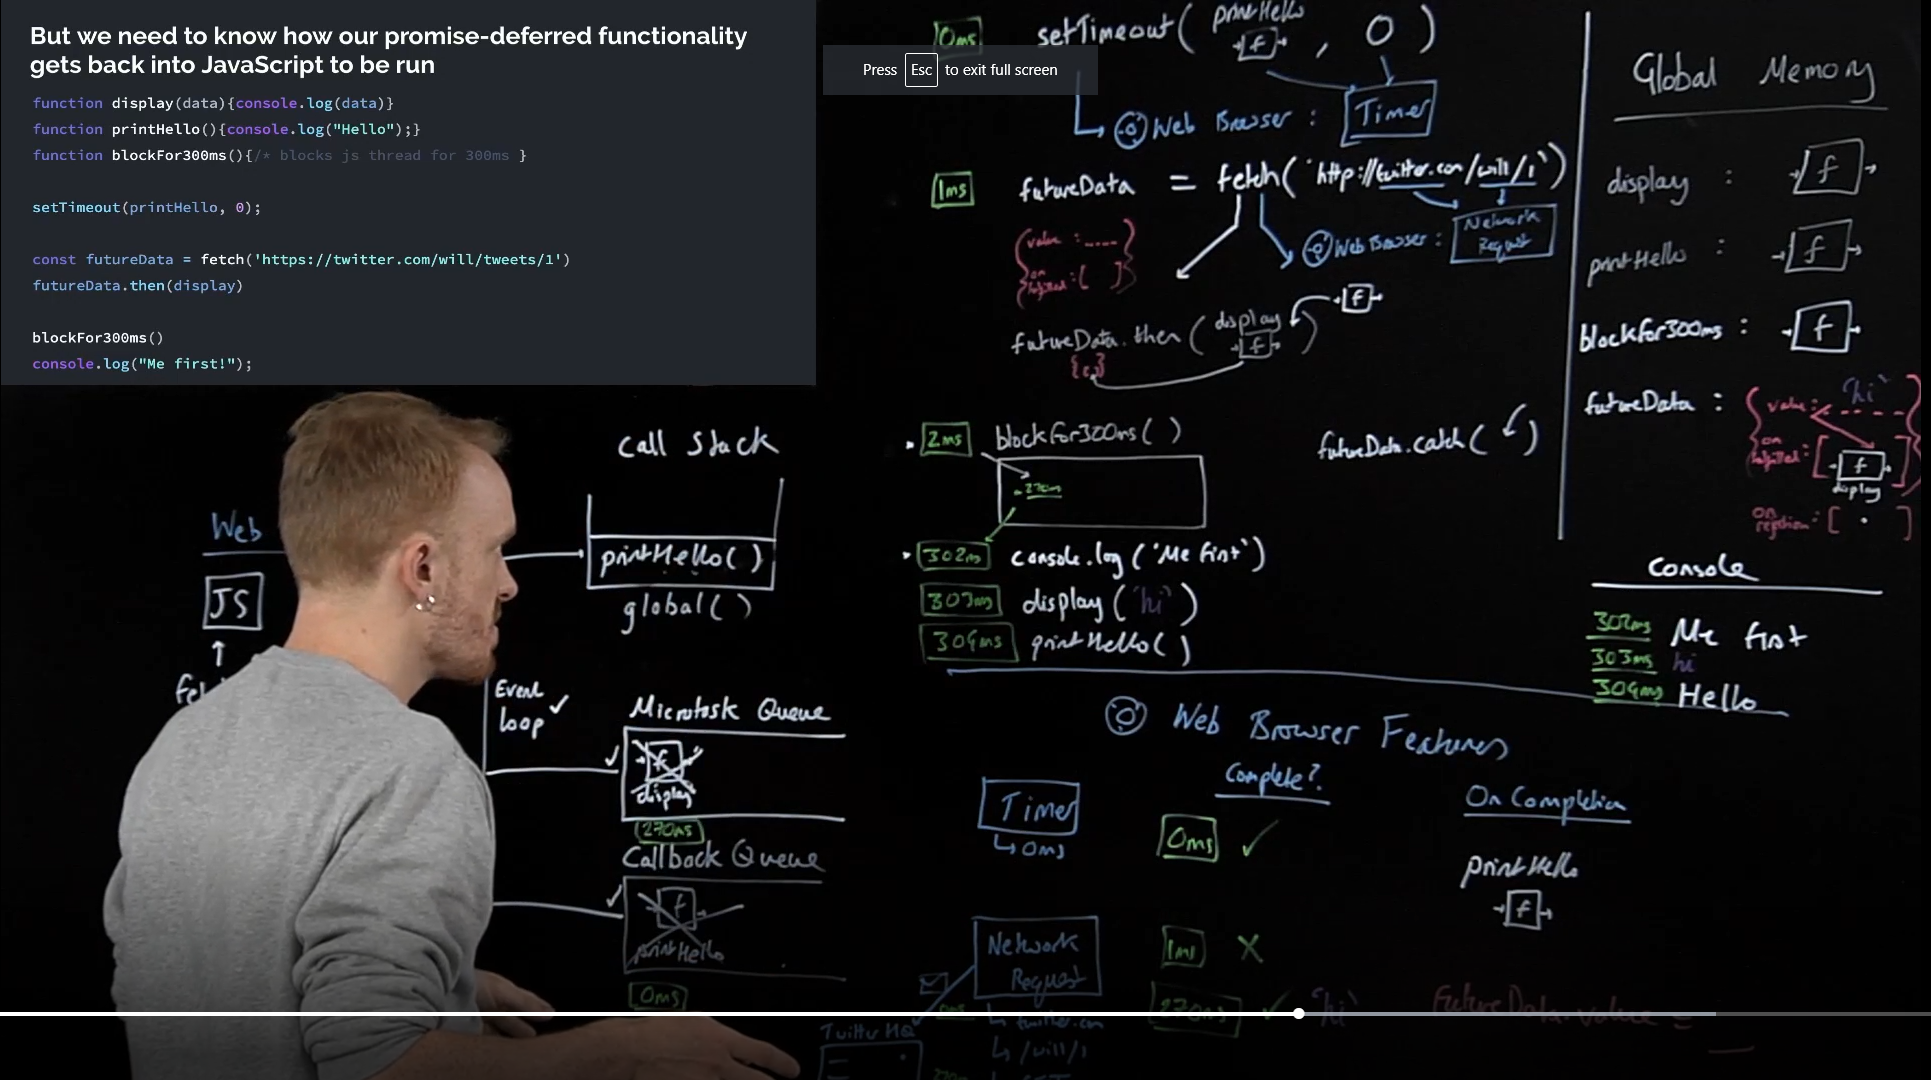 But we need to know how our promise-deferred functionality
gets back into JavaScript to be run
function display(data){console.log(data)}
function printHello(){console.log("Hello");}
function blockFor300ms(){/* blocks js thread for 300ms }
setTimeout(printHello, 0);
const futureData = fetch('https://twitter.com/will/tweets/1')
futureData.then(display)
blockFor300ms()
console.log("Me first!");
Press Esc to exit full screen
0ms setTimeout( printHello f , 0 )
Web Browser : Timer
1ms futureData = fetch('http://twitter.com/will/1')
value : .....
on fulfilled : [ ]
Web Browser : Network Request
futureData.then( display f ) f
2ms blockfor300ms( )
270ms
futureData.catch( )
302ms console.log('Me first')
303ms display('hi')
304ms printHello( )
Global Memory
display : f
printHello : f
blockfor300ms : f
futureData : value : 'hi'
on fulfilled : [ f ]
display
on rejection : [ . ]
Console
302ms Me first
303ms hi
304ms Hello
Web
JS
Call Stack
printHello( )
global( )
Event loop
Microtask Queue
f
display
270ms
Callback Queue
f
printHello
0ms
Web Browser Features
Complete? On Completion
Timer 0ms printHello
0ms f
Network Request 1ms X
270ms 'hi' futureData.value =
Twitter HQ
twitter.com
/will/1